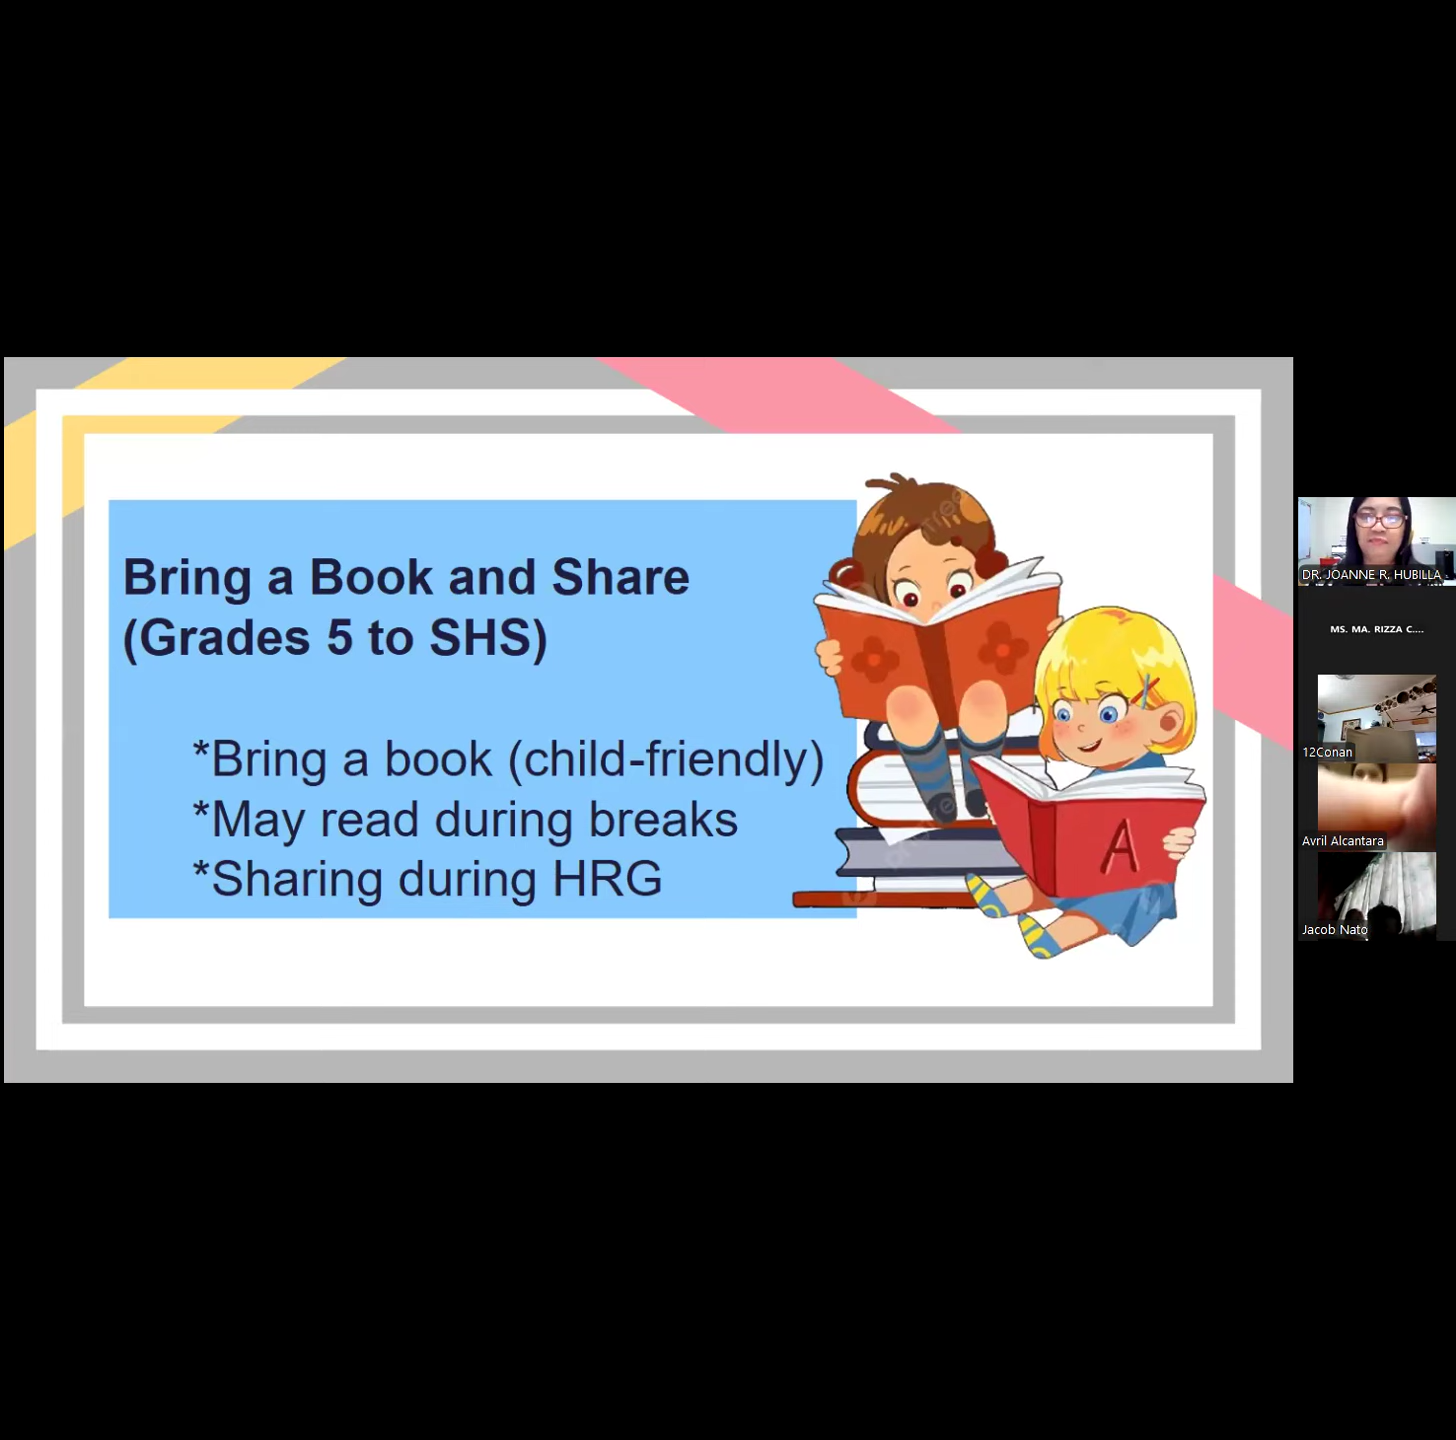 Bring a Book and Share
(Grades 5 to SHS)
*Bring a book (child-friendly)
*May read during breaks
*Sharing during HRG
A
DR. JOANNE R. HUBILLA
MS. MA. RIZZA C....
12Conan
Avril Alcantara
Jacob Nato